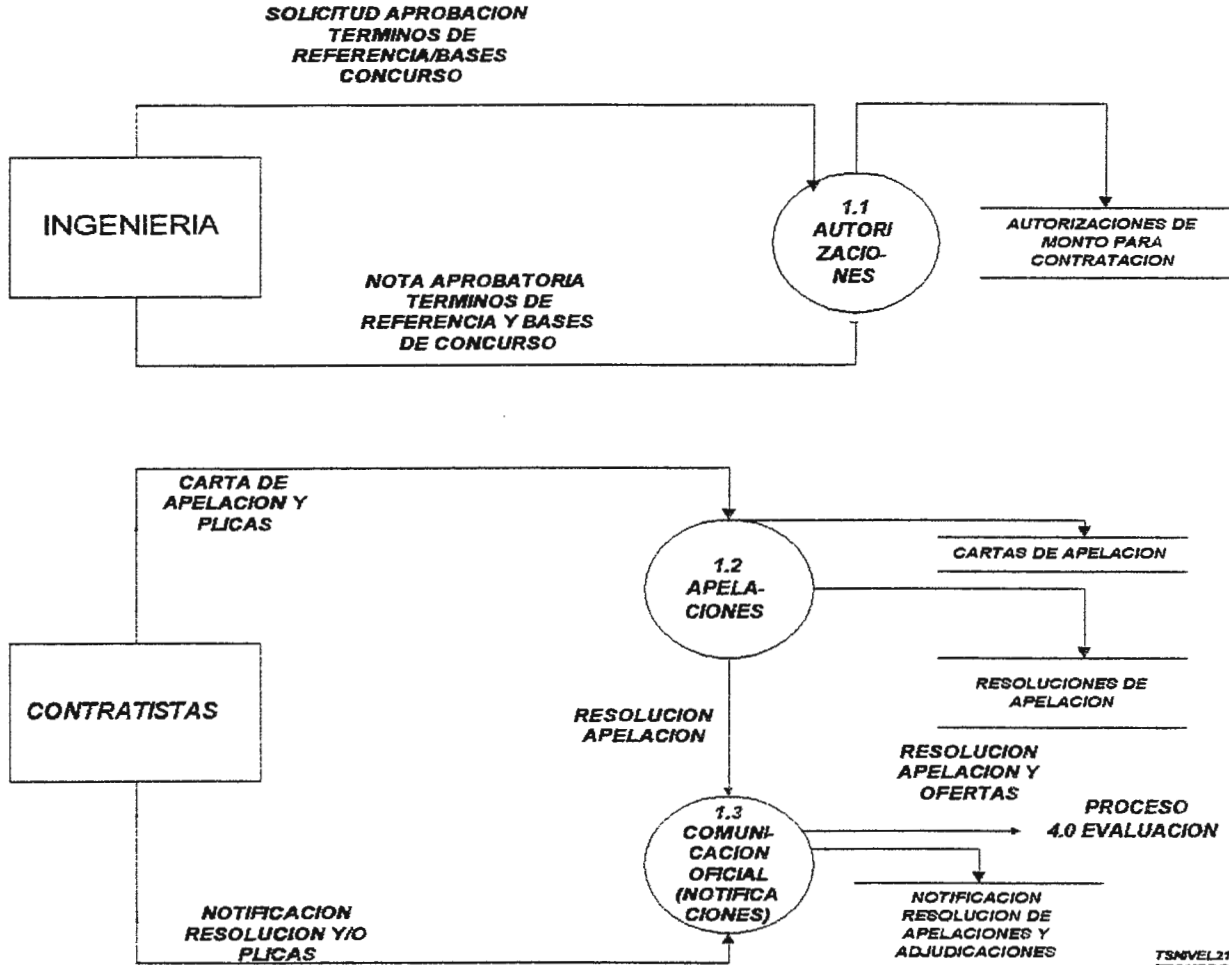 SOLICITUD APROBACION
TERMINOS DE
REFERENCIA/BASES
CONCURSO
INGENIERIA
1.1
AUTORI
ZACIO-
NES
AUTORIZACIONES DE
MONTO PARA
CONTRATACION
NOTA APROBATORIA
TERMINOS DE
REFERENCIA Y BASES
DE CONCURSO
CARTA DE
APELACION Y
PLICAS
1.2
APELA-
CIONES
CARTAS DE APELACION
RESOLUCIONES DE
APELACION
CONTRATISTAS
RESOLUCION
APELACION
RESOLUCION
APELACION Y
OFERTAS
PROCESO
4.0 EVALUACION
1.3
COMUNI-
CACION
OFICIAL
(NOTIFICA
CIONES)
NOTIFICACION
RESOLUCION Y/O
PLICAS
NOTIFICACION
RESOLUCION DE
APELACIONES Y
ADJUDICACIONES
TSNIVEL21